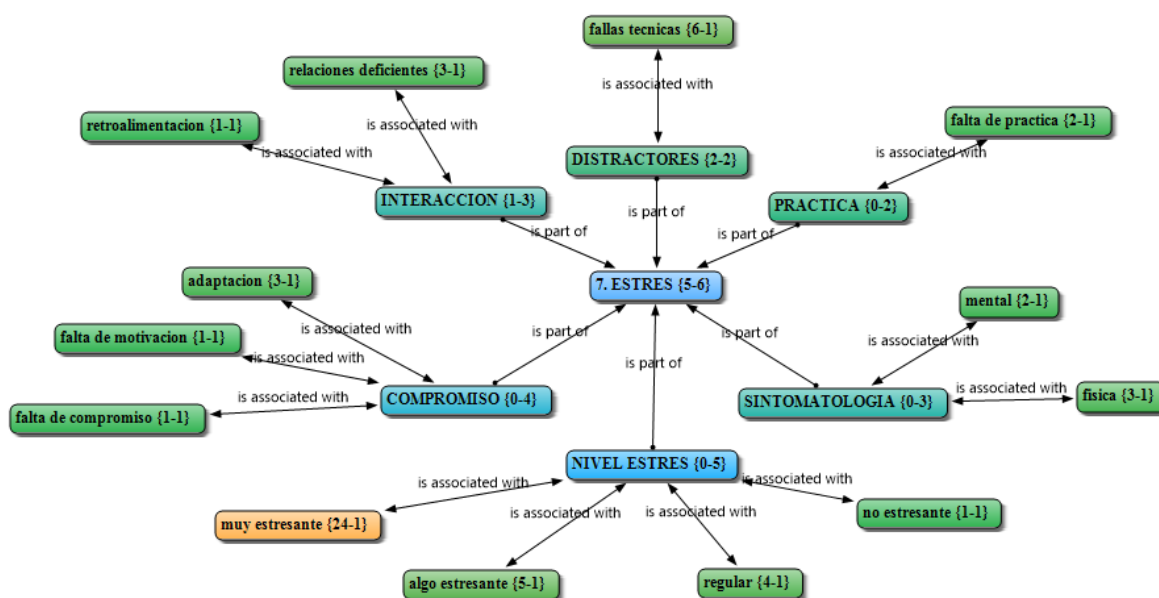 fallas tecnicas {6-1}
relaciones deficientes {3-1}
is associated with
retroalimentacion {1-1}
is associated with
is associated with
falta de practica {2-1}
is associated with
DISTRACTORES {2-2}
INTERACCION {1-3}
PRACTICA {0-2}
is part of
is part of
is part of
adaptacion {3-1}
7. ESTRES {5-6}
mental {2-1}
is associated with
falta de motivacion {1-1}
is associated with
is part of
is part of
is associated with
is part of
is associated with
falta de compromiso {1-1}
COMPROMISO {0-4}
SINTOMATOLOGIA {0-3}
is associated with
fisica {3-1}
NIVEL ESTRES {0-5}
is associated with
is associated with
muy estresante {24-1}
is associated with
is associated with
no estresante {1-1}
algo estresante {5-1}
regular {4-1}